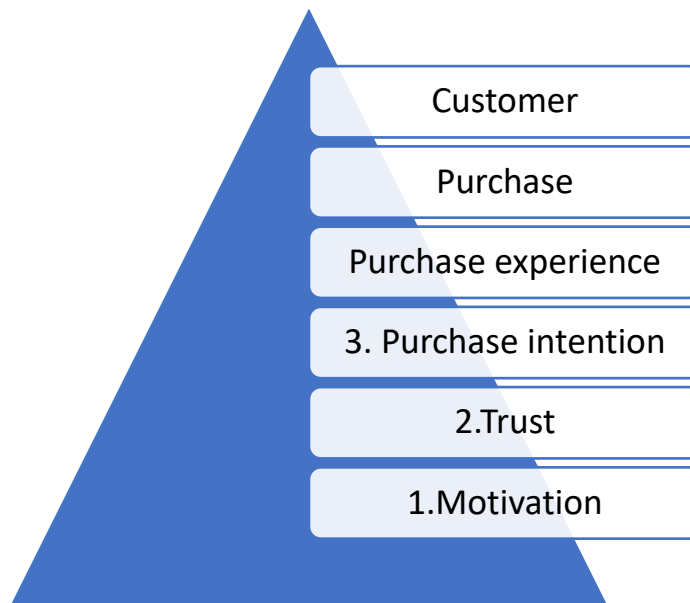 Customer
Purchase
Purchase experience
3. Purchase intention
2.Trust
1.Motivation